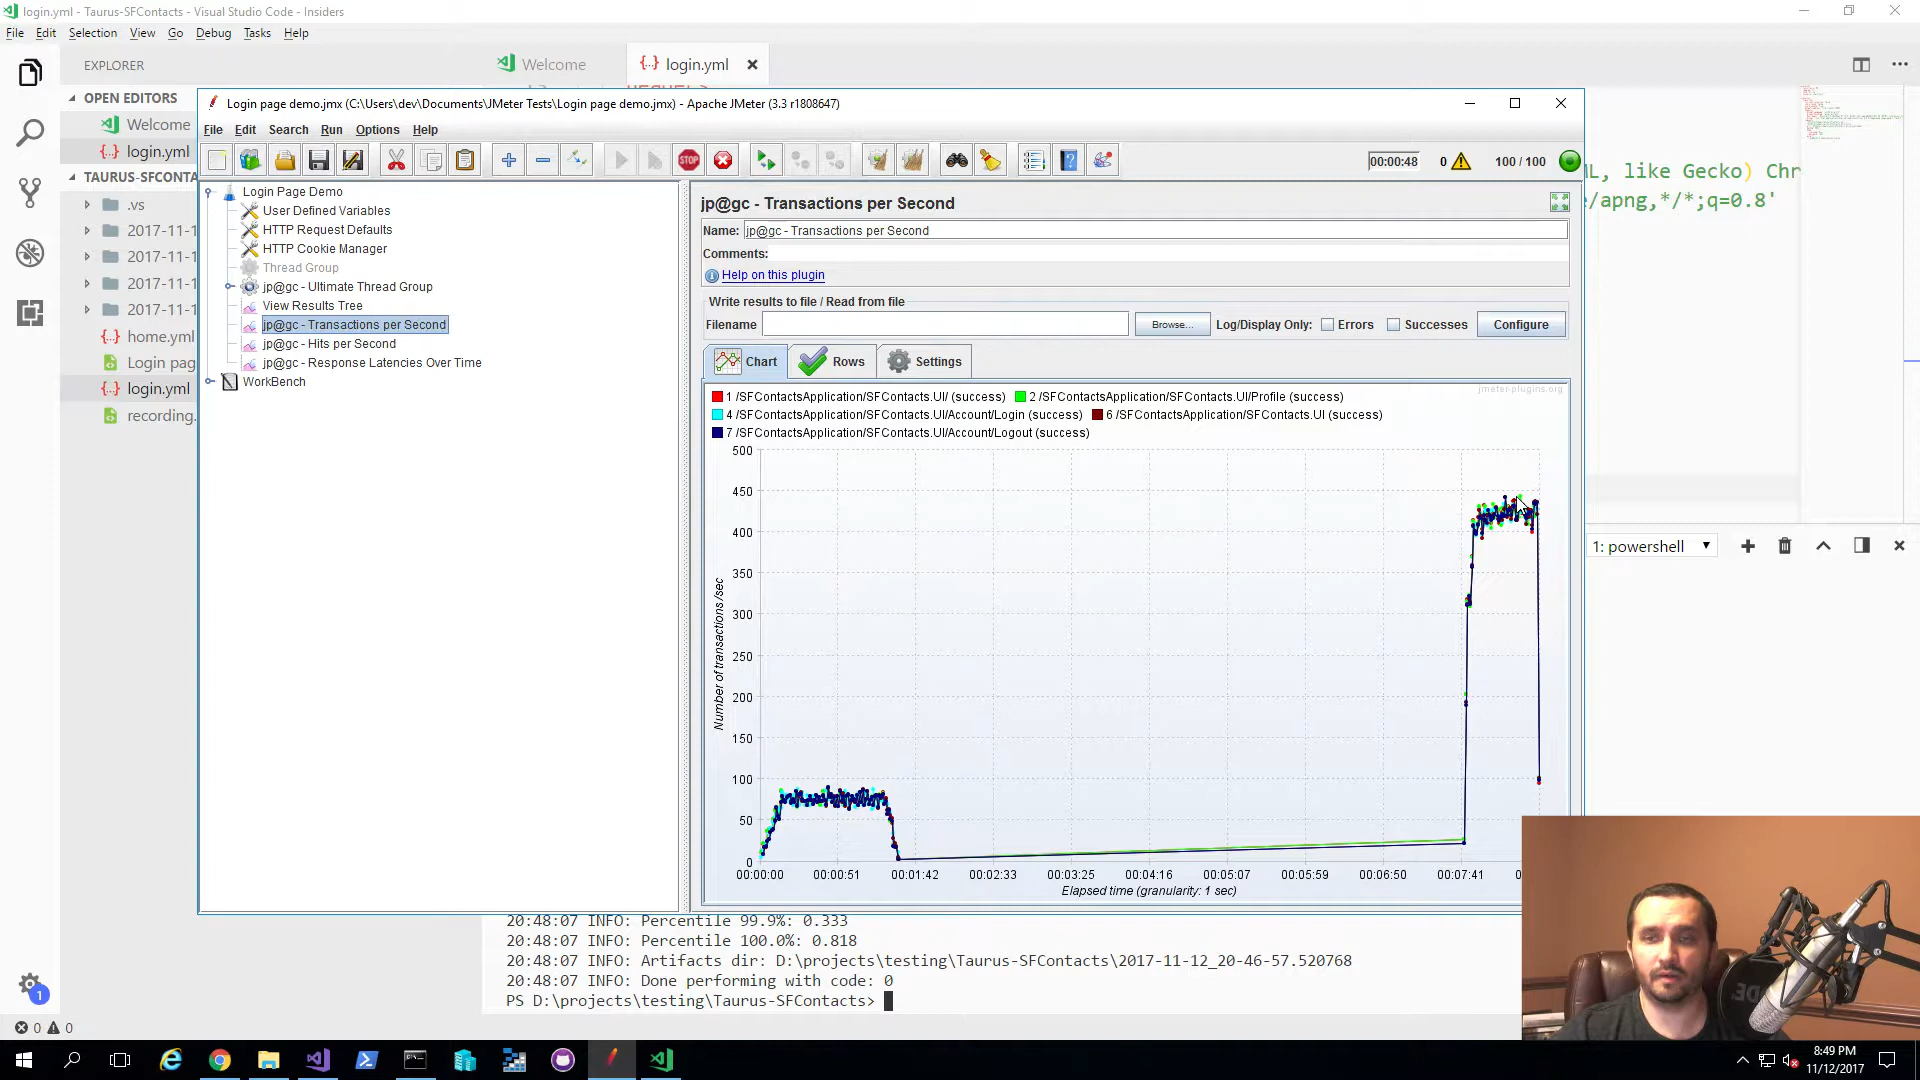 login.yml - Taurus-SFContacts - Visual Studio Code - Insiders
File Edit Selection View Go Debug Tasks Help
EXPLORER
Welcome
login.yml
OPEN EDITORS
Welcome
login.yml
TAURUS-SFCONTA
.vs
2017-11-1
2017-11-1
2017-11-1
2017-11-1
home.yml
Login pag
login.yml
recording.
Login page demo.jmx (C:\Users\dev\Documents\JMeter Tests\Login page demo.jmx) - Apache JMeter (3.3 r1808647)
File Edit Search Run Options Help
STOP
00:00:48 0 100 / 100
Login Page Demo
User Defined Variables
HTTP Request Defaults
HTTP Cookie Manager
Thread Group
jp@gc - Ultimate Thread Group
View Results Tree
jp@gc - Transactions per Second
jp@gc - Hits per Second
jp@gc - Response Latencies Over Time
WorkBench
jp@gc - Transactions per Second
Name: jp@gc - Transactions per Second
Comments:
Help on this plugin
Write results to file / Read from file
Filename Browse... Log/Display Only: Errors Successes Configure
Chart Rows Settings
jmeter-plugins.org
1 /SFContactsApplication/SFContacts.UI/ (success) 2 /SFContactsApplication/SFContacts.UI/Profile (success)
4 /SFContactsApplication/SFContacts.UI/Account/Login (success) 6 /SFContactsApplication/SFContacts.UI (success)
7 /SFContactsApplication/SFContacts.UI/Account/Logout (success)
500
450
400
350
300
250
200
150
100
50
0
Number of transactions /sec
00:00:00 00:00:51 00:01:42 00:02:33 00:03:25 00:04:16 00:05:07 00:05:59 00:06:50 00:07:41 0
Elapsed time (granularity: 1 sec)
ML, like Gecko) Chr
e/apng,*/*;q=0.8'
1: powershell
20:48:07 INFO: Percentile 99.9%: 0.333
20:48:07 INFO: Percentile 100.0%: 0.818
20:48:07 INFO: Artifacts dir: D:\projects\testing\Taurus-SFContacts\2017-11-12_20-46-57.520768
20:48:07 INFO: Done performing with code: 0
PS D:\projects\testing\Taurus-SFContacts>
1
0 0
8:49 PM
11/12/2017